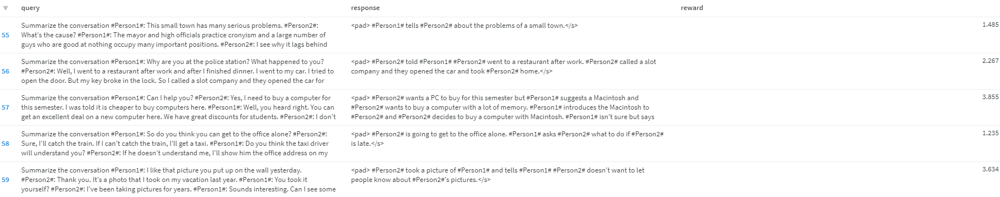 query response reward
55 Summarize the conversation #Person1#: This small town has many serious problems. #Person2#: <pad> #Person1# tells #Person2# about the problems of a small town.</s> 1.485
What's the cause? #Person1#: The mayor and high officials practice cronyism and a large number of
guys who are good at nothing occupy many important positions. #Person2#: I see why it lags behind
56 Summarize the conversation #Person1#: Why are you at the police station? What happened to you? <pad> #Person2# told #Person1# #Person2# went to a restaurant after work. #Person2# called a slot 2.267
#Person2#: Well, I went to a restaurant after work and after I finished dinner. I went to my car. I tried to company and they opened the car and took #Person2# home.</s>
open the door. But my key broke in the lock. So I called a slot company and they opened the car for
57 Summarize the conversation #Person1#: Can I help you? #Person2#: Yes, I need to buy a computer for <pad> #Person2# wants a PC to buy for this semester but #Person1# suggests a Macintosh and 3.855
this semester. I was told it is cheaper to buy computers here. #Person1#: Well, you heard right. You can #Person2# wants to buy a computer with a lot of memory. #Person1# introduces the Macintosh to
get an excellent deal on a new computer here. We have great discounts for students. #Person2#: I don't #Person2# and #Person2# decides to buy a computer with Macintosh. #Person1# isn't sure but says
58 Summarize the conversation #Person1#: So do you think you can get to the office alone? #Person2#: <pad> #Person2# is going to get to the office alone. #Person1# asks #Person2# what to do if #Person2# 1.235
Sure, I'll catch the train. If I can't catch the train, I'll get a taxi. #Person1#: Do you think the taxi driver is late.</s>
will understand you? #Person2#: If he doesn't understand me, I'll show him the office address on my
59 Summarize the conversation #Person1#: I like that picture you put up on the wall yesterday. <pad> #Person2# took a picture of #Person1# and tells #Person1# #Person2# doesn't want to let 3.634
#Person2#: Thank you. It's a photo that I took on my vacation last year. #Person1#: You took it people know about #Person2#'s pictures.</s>
yourself? #Person2#: I've been taking pictures for years. #Person1#: Sounds interesting. Can I see some